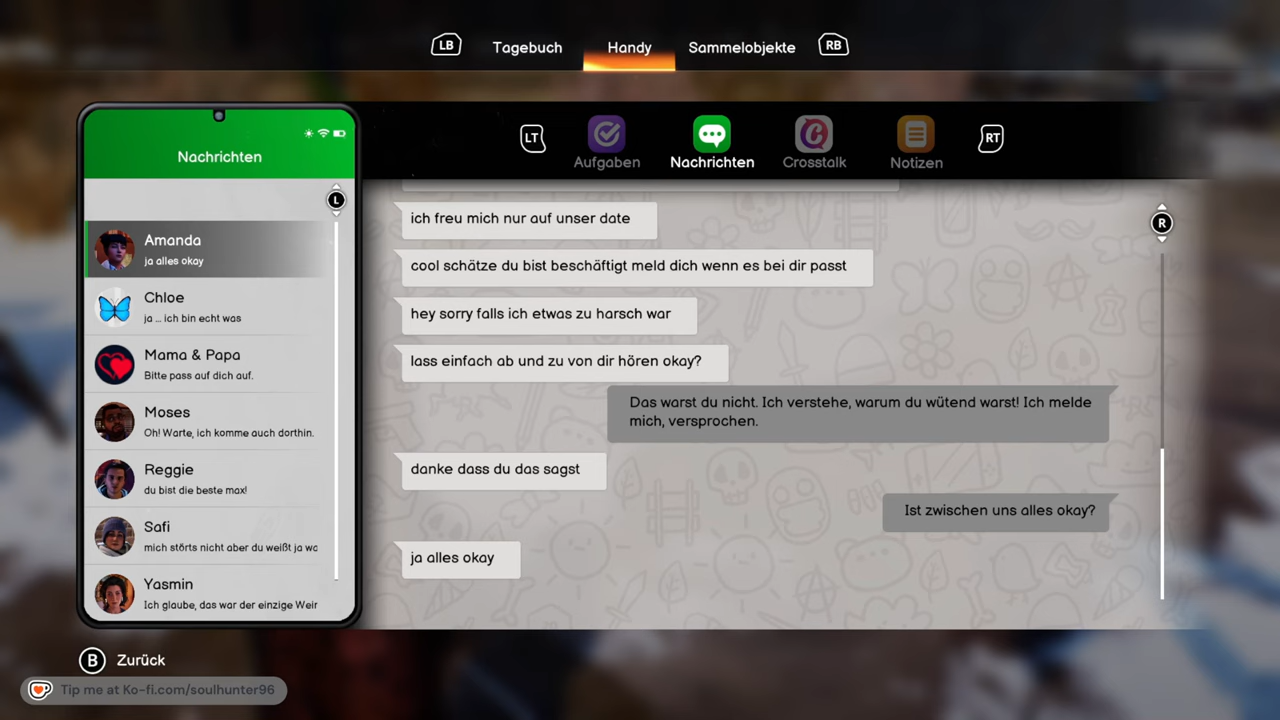 LB
Tagebuch
Handy
Sammelobjekte
RB
Nachrichten
L
Amanda
ja alles okay
Chloe
ja ... ich bin echt was
Mama & Papa
Bitte pass auf dich auf.
Moses
Oh! Warte, ich komme auch dorthin.
Reggie
du bist die beste max!
Safi
mich störts nicht aber du weißt ja wa
Yasmin
Ich glaube, das war der einzige Weir
LT
Aufgaben
Nachrichten
Crosstalk
Notizen
RT
R
ich freu mich nur auf unser date
cool schätze du bist beschäftigt meld dich wenn es bei dir passt
hey sorry falls ich etwas zu harsch war
lass einfach ab und zu von dir hören okay?
Das warst du nicht. Ich verstehe, warum du wütend warst! Ich melde
mich, versprochen.
danke dass du das sagst
Ist zwischen uns alles okay?
ja alles okay
B
Zurück
Tip me at Ko-fi.com/soulhunter96